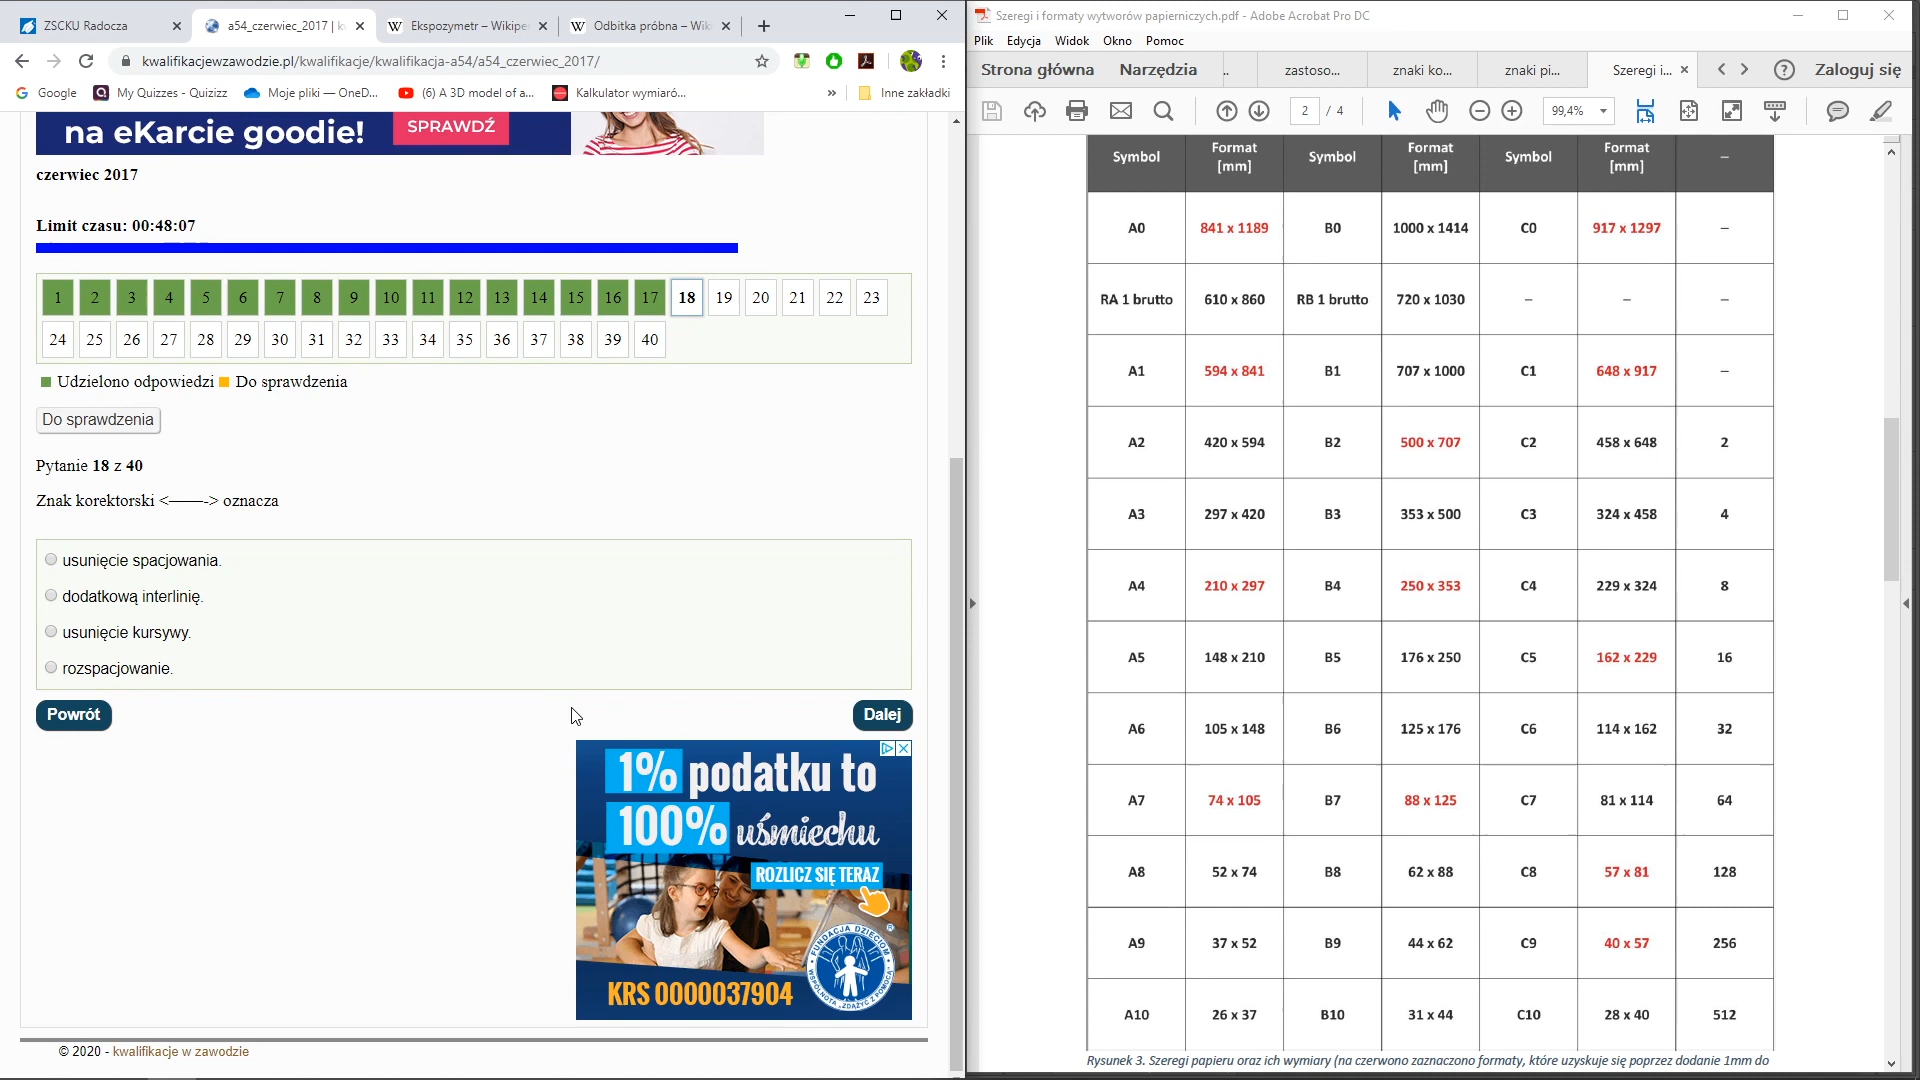 ZSCKU Radocza
a54_czerwiec_2017 | kw
Ekspozymetr – Wikipe
Odbitka próbna – Wik
kwalifikacjewzawodzie.pl/kwalifikacje/kwalifikacja-a54/a54_czerwiec_2017/
Google
My Quizzes - Quizizz
Moje pliki — OneD...
(6) A 3D model of a...
Kalkulator wymiaró...
»
Inne zakładki
na eKarcie goodie!
SPRAWDŹ
czerwiec 2017
Limit czasu: 00:48:07
1 2 3 4 5 6 7 8 9 10 11 12 13 14 15 16 17 18 19 20 21 22 23
24 25 26 27 28 29 30 31 32 33 34 35 36 37 38 39 40
Udzielono odpowiedzi Do sprawdzenia
Do sprawdzenia
Pytanie 18 z 40
Znak korektorski <——-> oznacza
usunięcie spacjowania.
dodatkową interlinię.
usunięcie kursywy.
rozspacjowanie.
Powrót
Dalej
1% podatku to
100% uśmiechu
ROZLICZ SIĘ TERAZ
FUNDACJA DZIECIOM
„ZDĄŻYĆ Z POMOCĄ”
KRS 0000037904
© 2020 - kwalifikacje w zawodzie
Szeregi i formaty wytworów papierniczych.pdf - Adobe Acrobat Pro DC
Plik Edycja Widok Okno Pomoc
Strona główna
Narzędzia
..
zastoso...
znaki ko...
znaki pi...
Szeregi i...
Zaloguj się
2 / 4
99,4%
Symbol Format [mm] Symbol Format [mm] Symbol Format [mm] –
A0 841 x 1189 B0 1000 x 1414 C0 917 x 1297 –
RA 1 brutto 610 x 860 RB 1 brutto 720 x 1030 – – –
A1 594 x 841 B1 707 x 1000 C1 648 x 917 –
A2 420 x 594 B2 500 x 707 C2 458 x 648 2
A3 297 x 420 B3 353 x 500 C3 324 x 458 4
A4 210 x 297 B4 250 x 353 C4 229 x 324 8
A5 148 x 210 B5 176 x 250 C5 162 x 229 16
A6 105 x 148 B6 125 x 176 C6 114 x 162 32
A7 74 x 105 B7 88 x 125 C7 81 x 114 64
A8 52 x 74 B8 62 x 88 C8 57 x 81 128
A9 37 x 52 B9 44 x 62 C9 40 x 57 256
A10 26 x 37 B10 31 x 44 C10 28 x 40 512
Rysunek 3. Szeregi papieru oraz ich wymiary (na czerwono zaznaczono formaty, które uzyskuje się poprzez dodanie 1mm do